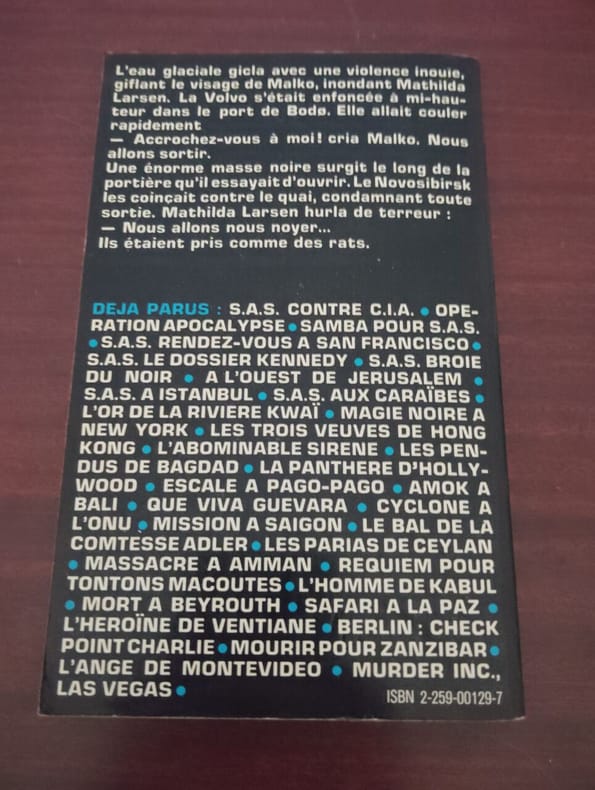 L'eau glaciale gicla avec une violence inouïe,
giflant le visage de Malko, inondant Mathilda
Larsen. La Volvo s'était enfoncée à mi-hau-
teur dans le port de Bodø. Elle allait couler
rapidement
— Accrochez-vous à moi! cria Malko. Nous
allons sortir.
Une énorme masse noire surgit le long de la
portière qu'il essayait d'ouvrir. Le Novosibirsk
les coinçait contre le quai, condamnant toute
sortie. Mathilda Larsen hurla de terreur :
— Nous allons nous noyer...
Ils étaient pris comme des rats.
DEJA PARUS : S.A.S. CONTRE C.I.A. • OPE-
RATION APOCALYPSE • SAMBA POUR S.A.S.
• S.A.S. RENDEZ-VOUS A SAN FRANCISCO •
S.A.S. LE DOSSIER KENNEDY • S.A.S. BROIE
DU NOIR • A L'OUEST DE JERUSALEM •
S.A.S. A ISTANBUL • S.A.S. AUX CARAÏBES •
L'OR DE LA RIVIERE KWAÏ • MAGIE NOIRE A
NEW YORK • LES TROIS VEUVES DE HONG
KONG • L'ABOMINABLE SIRENE • LES PEN-
DUS DE BAGDAD • LA PANTHERE D'HOLLY-
WOOD • ESCALE A PAGO-PAGO • AMOK A
BALI • QUE VIVA GUEVARA • CYCLONE A
L'ONU • MISSION A SAIGON • LE BAL DE LA
COMTESSE ADLER • LES PARIAS DE CEYLAN
• MASSACRE A AMMAN • REQUIEM POUR
TONTONS MACOUTES • L'HOMME DE KABUL
• MORT A BEYROUTH • SAFARI A LA PAZ •
L'HEROÏNE DE VENTIANE • BERLIN : CHECK
POINT CHARLIE • MOURIR POUR ZANZIBAR •
L'ANGE DE MONTEVIDEO • MURDER INC.,
LAS VEGAS •
ISBN 2-259-00129-7